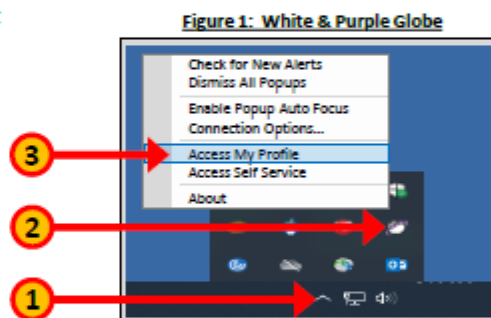 Figure 1: White & Purple Globe
Check for New Alerts
Dismiss All Popups
Enable Popup Auto Focus
Connection Options...
Access My Profile
Access Self Service
About
3
2
1